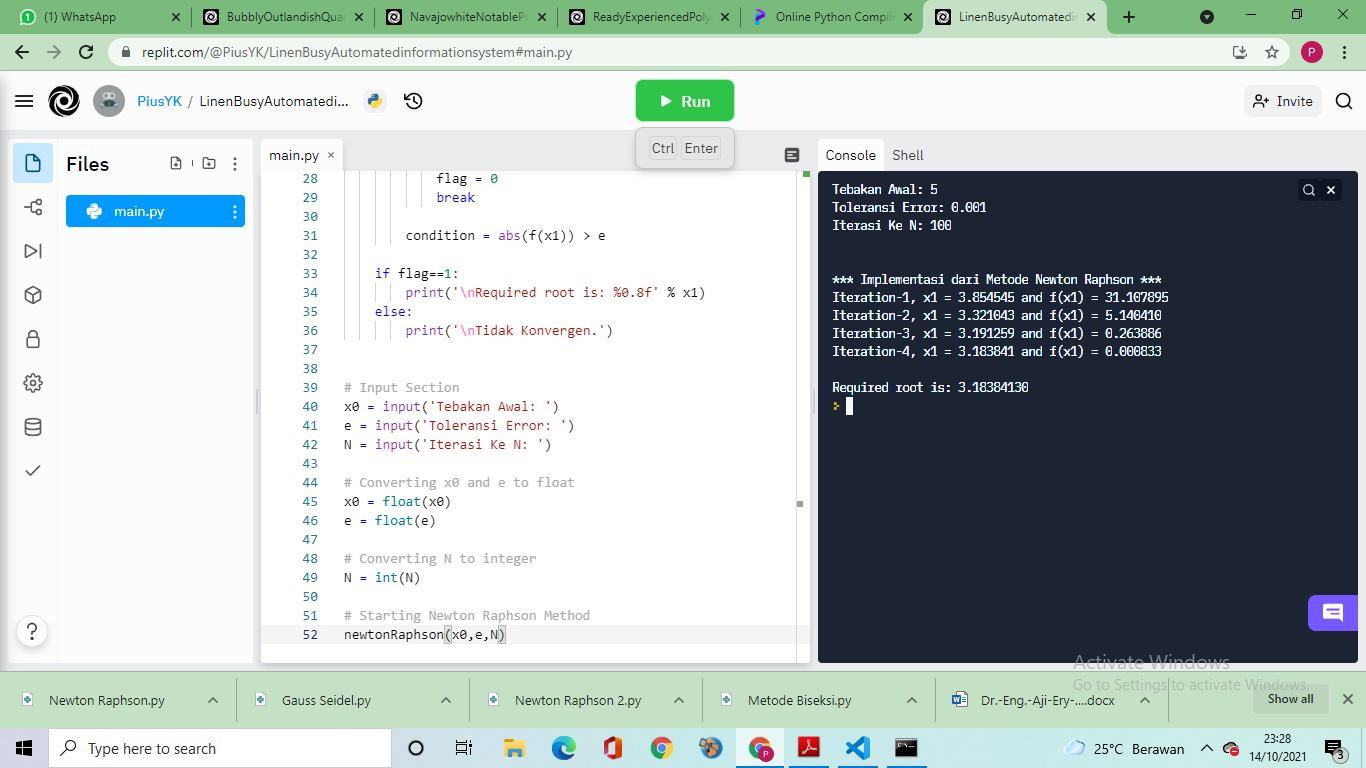 (1) WhatsApp
BubblyOutlandishQuar
NavajowhiteNotablePr
ReadyExperiencedPoly
Online Python Compile
LinenBusyAutomatedin
replit.com/@PiusYK/LinenBusyAutomatedinformationsystem#main.py
P
PiusYK / LinenBusyAutomatedi...
Run
Invite
Ctrl Enter
Files
main.py
main.py
28 flag = 0
29 break
30
31 condition = abs(f(x1)) > e
32
33 if flag==1:
34 print('\nRequired root is: %0.8f' % x1)
35 else:
36 print('\nTidak Konvergen.')
37
38
39 # Input Section
40 x0 = input('Tebakan Awal: ')
41 e = input('Toleransi Error: ')
42 N = input('Iterasi Ke N: ')
43
44 # Converting x0 and e to float
45 x0 = float(x0)
46 e = float(e)
47
48 # Converting N to integer
49 N = int(N)
50
51 # Starting Newton Raphson Method
52 newtonRaphson(x0,e,N)
Console Shell
Tebakan Awal: 5
Toleransi Error: 0.001
Iterasi Ke N: 100
*** Implementasi dari Metode Newton Raphson ***
Iteration-1, x1 = 3.854545 and f(x1) = 31.107895
Iteration-2, x1 = 3.321043 and f(x1) = 5.140410
Iteration-3, x1 = 3.191259 and f(x1) = 0.263886
Iteration-4, x1 = 3.183841 and f(x1) = 0.000833
Required root is: 3.18384130
>
?
Activate Windows
Go to Settings to activate Windows.
Newton Raphson.py
Gauss Seidel.py
Newton Raphson 2.py
Metode Biseksi.py
Dr.-Eng.-Aji-Ery-....docx
Show all
Type here to search
25°C Berawan
23:28
14/10/2021
3